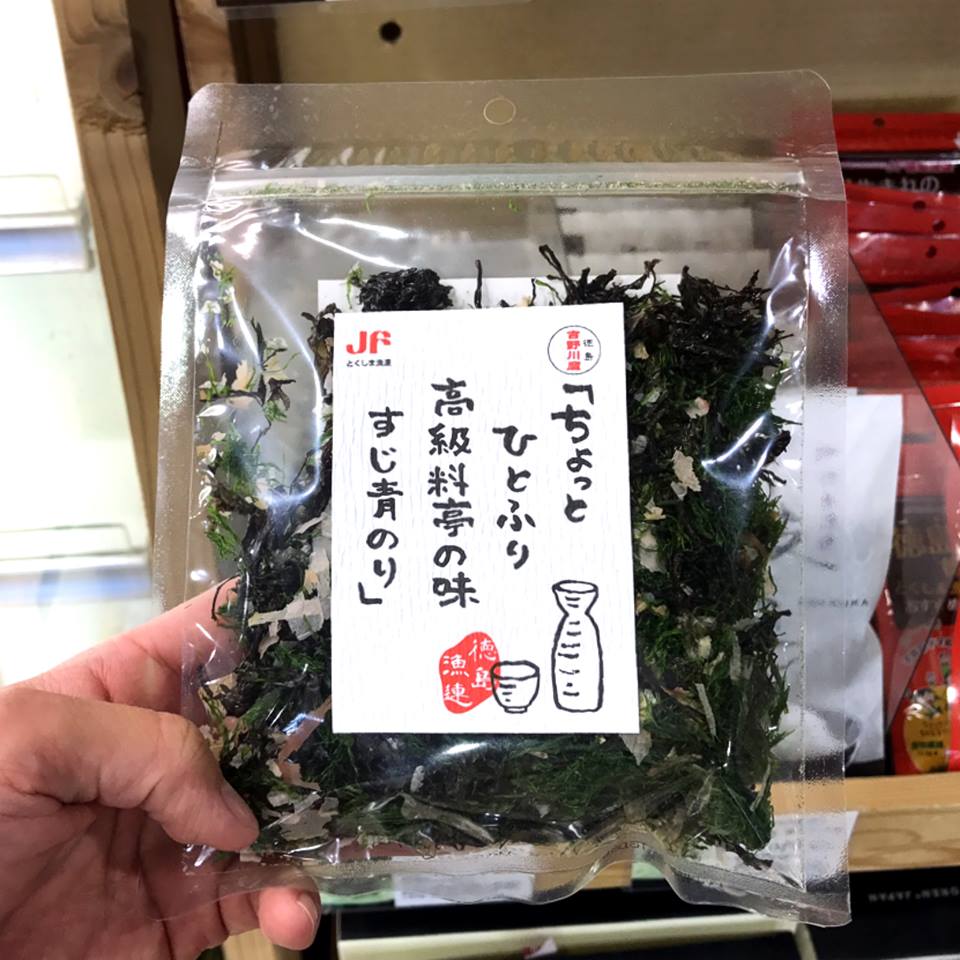 JF
とくしま漁連
徳島
吉野川産
「ちょっと
ひとふり
高級料亭の味
すじ青のり」
徳島
漁連